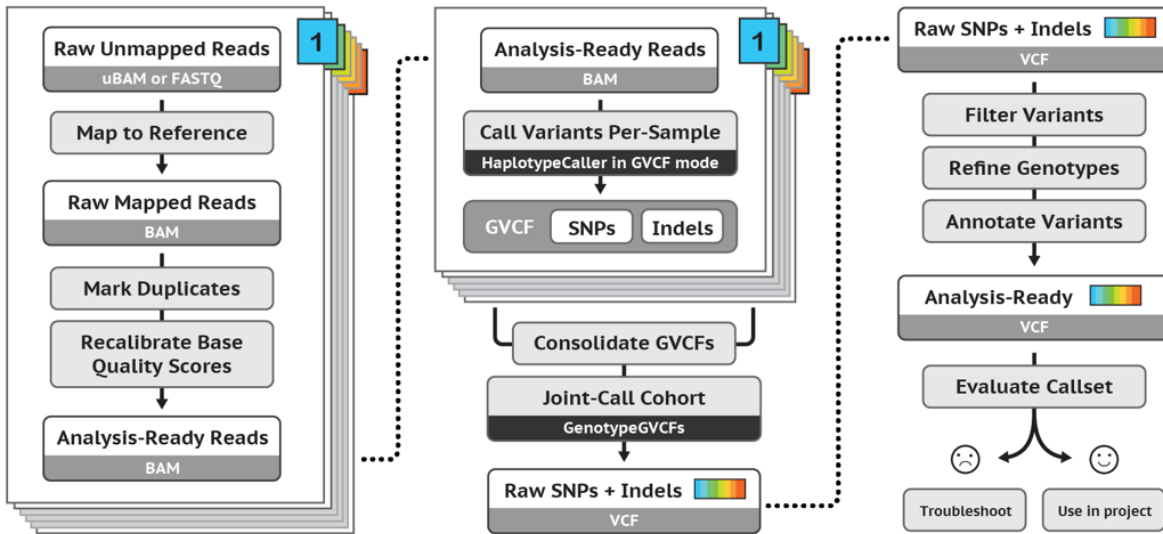 1
Raw Unmapped Reads
uBAM or FASTQ
Map to Reference
Raw Mapped Reads
BAM
Mark Duplicates
Recalibrate Base
Quality Scores
Analysis-Ready Reads
BAM
1
Analysis-Ready Reads
BAM
Call Variants Per-Sample
HaplotypeCaller in GVCF mode
GVCF SNPs Indels
Consolidate GVCFs
Joint-Call Cohort
GenotypeGVCFs
Raw SNPs + Indels
VCF
Raw SNPs + Indels
VCF
Filter Variants
Refine Genotypes
Annotate Variants
Analysis-Ready
VCF
Evaluate Callset
Troubleshoot
Use in project